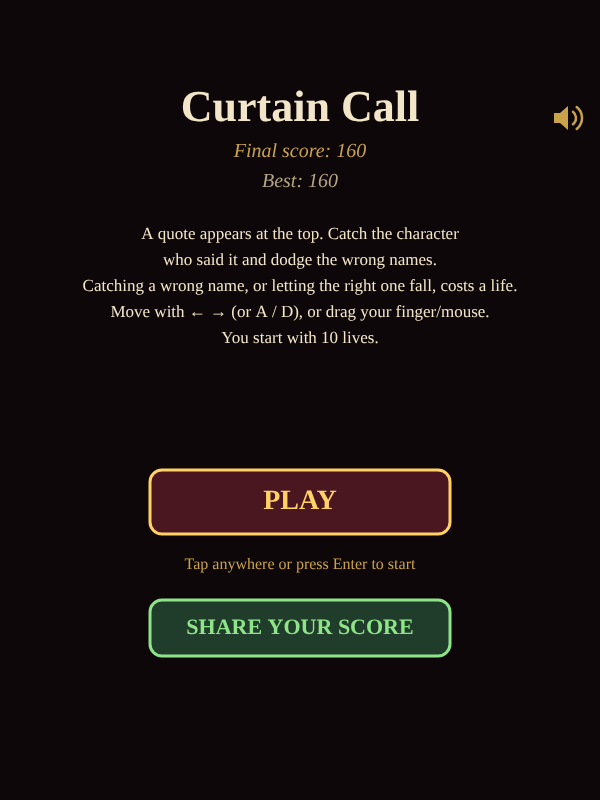 Curtain Call
Final score: 160
Best: 160
A quote appears at the top. Catch the character
who said it and dodge the wrong names.
Catching a wrong name, or letting the right one fall, costs a life.
Move with ← → (or A / D), or drag your finger/mouse.
You start with 10 lives.
PLAY
Tap anywhere or press Enter to start
SHARE YOUR SCORE